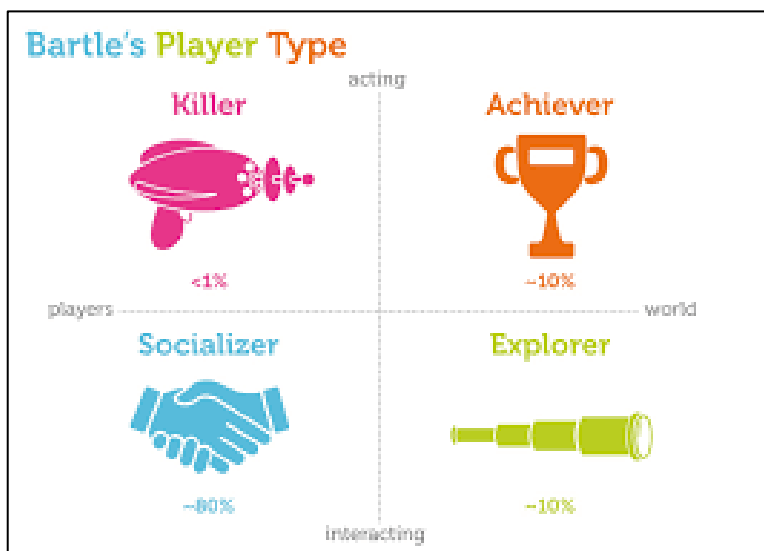 Bartle's Player Type
acting
Killer
Achiever
<1%
~10%
players
world
Socializer
Explorer
~80%
~10%
interacting